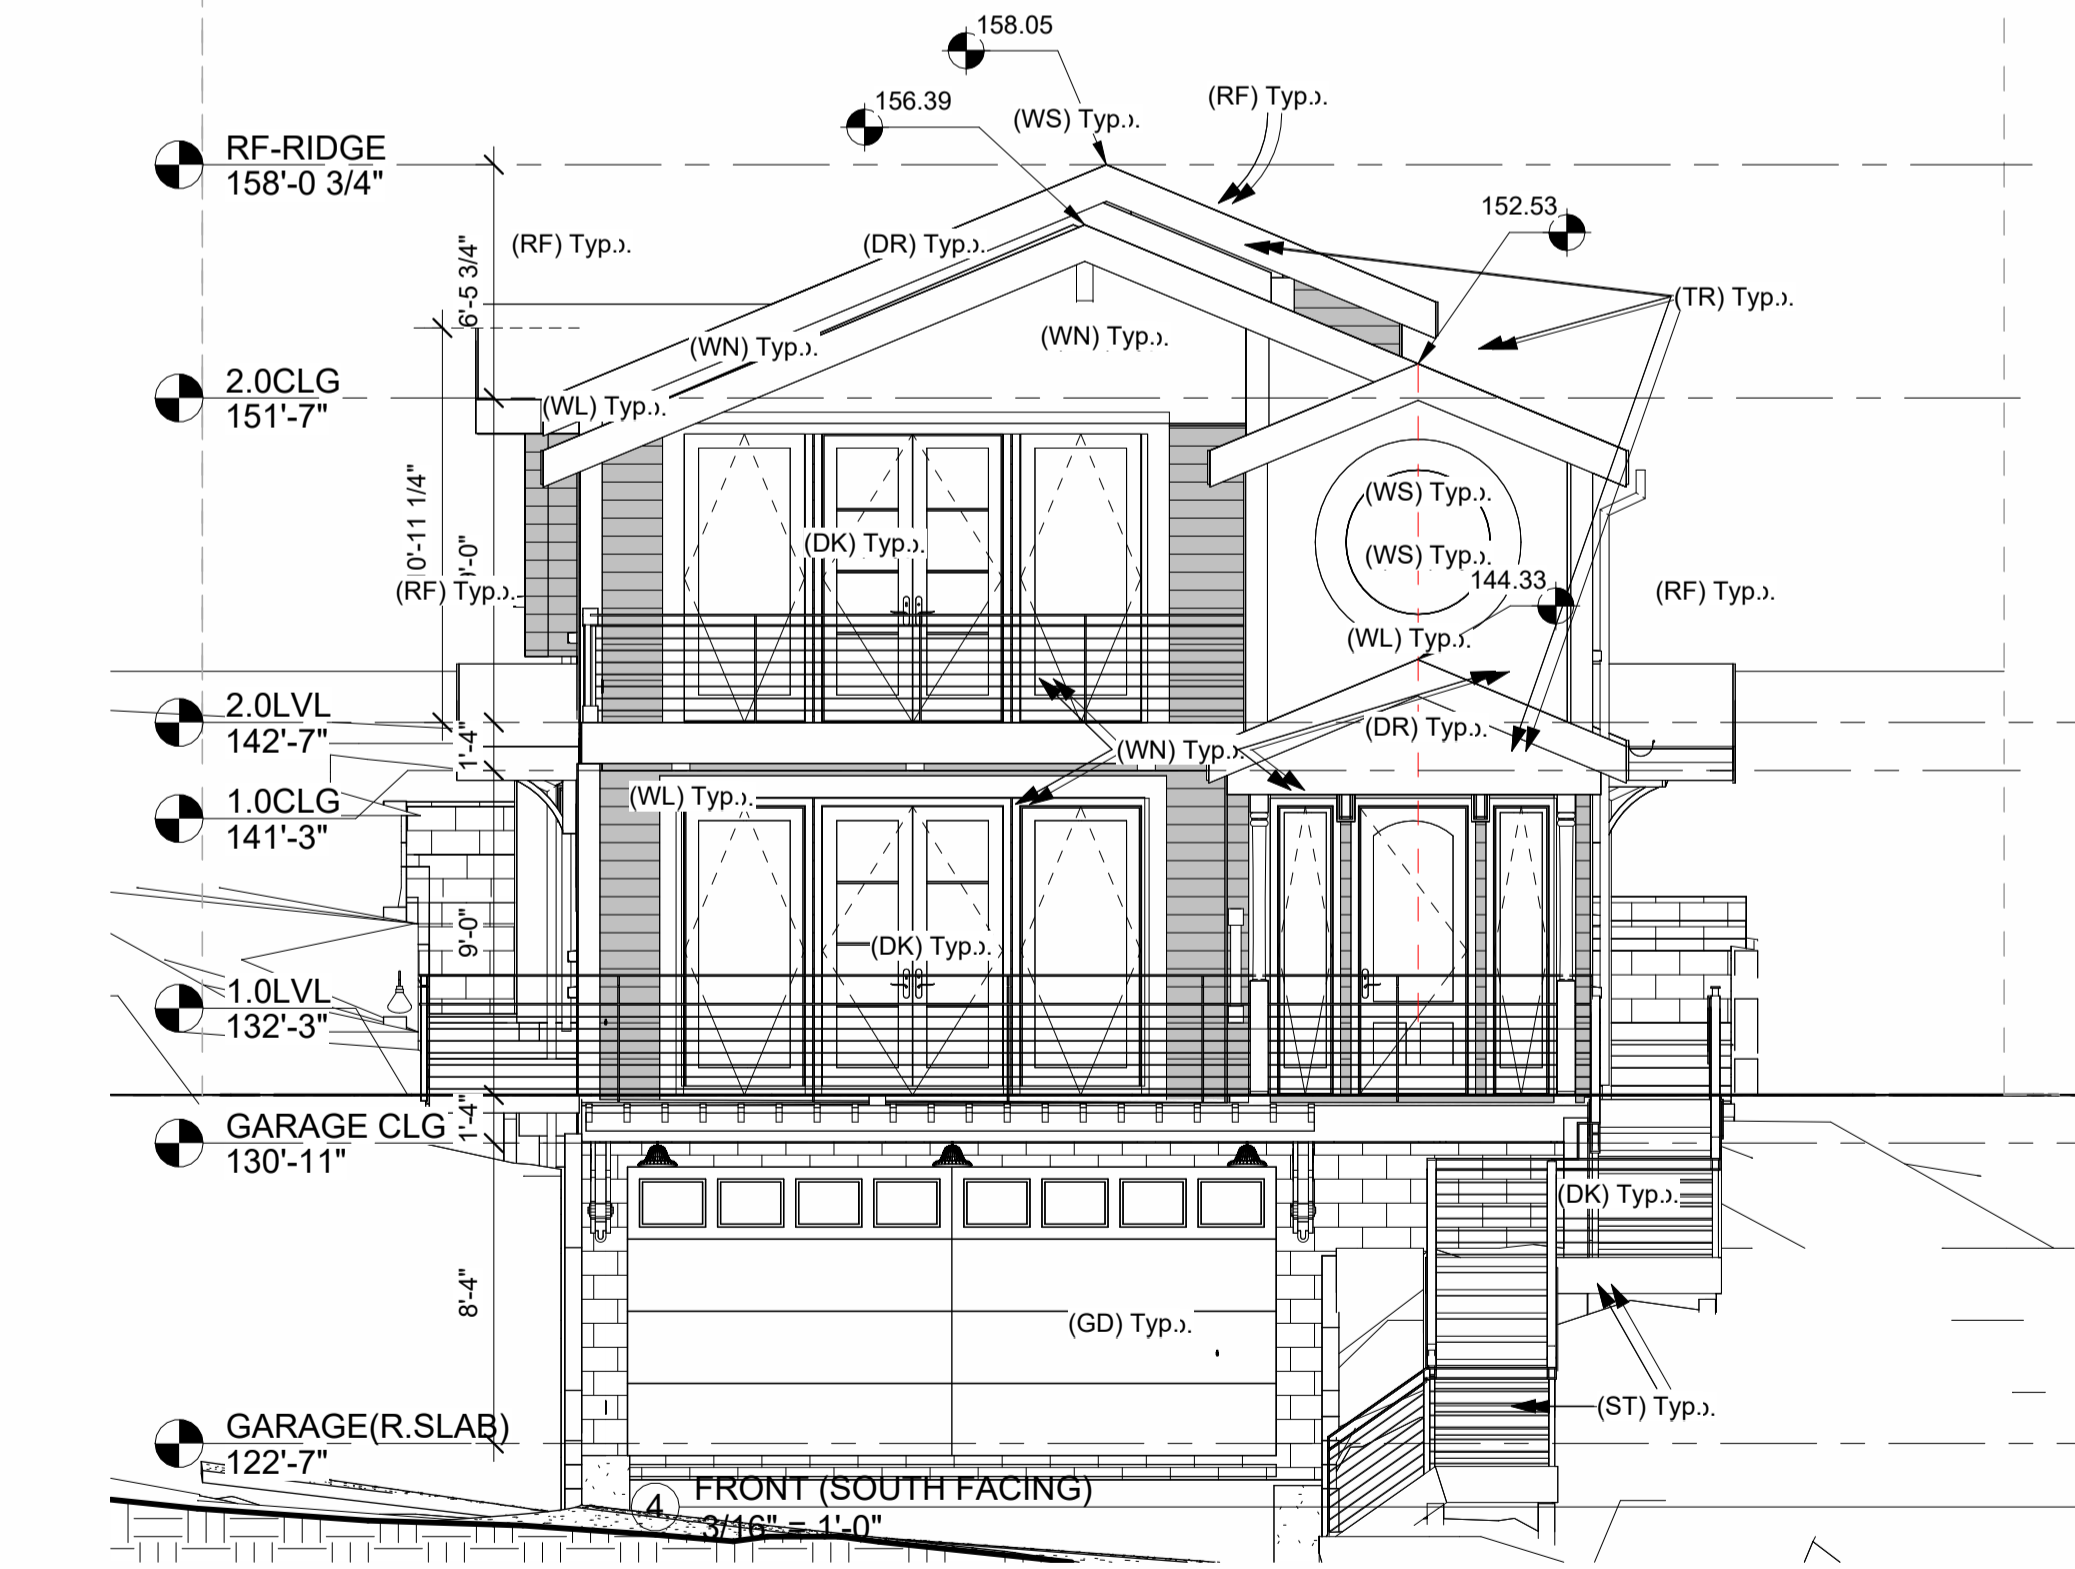 158.05
(RF) Typ.
156.39
(WS) Typ.
RF-RIDGE
158'-0 3/4"
152.53
(RF) Typ.
(DR) Typ.
6'-5 3/4"
(TR) Typ.
(WN) Typ.
(WN) Typ.
2.0CLG
151'-7"
(WL) Typ.
(WS) Typ.
(DK) Typ.
(WS) Typ.
0'-11 1/4"
'-0"
144.33
(RF) Typ.
(RF) Typ.
(WL) Typ.
2.0LVL
142'-7"
1'-4"
(DR) Typ.
(WN) Typ.
1.0CLG
141'-3"
(WL) Typ.
9'-0"
(DK) Typ.
1.0LVL
132'-3"
GARAGE CLG
130'-11"
1'-4"
(DK) Typ.
8'-4"
(GD) Typ.
(ST) Typ.
GARAGE(R.SLAB)
122'-7"
4 FRONT (SOUTH FACING)
3/16" = 1'-0"